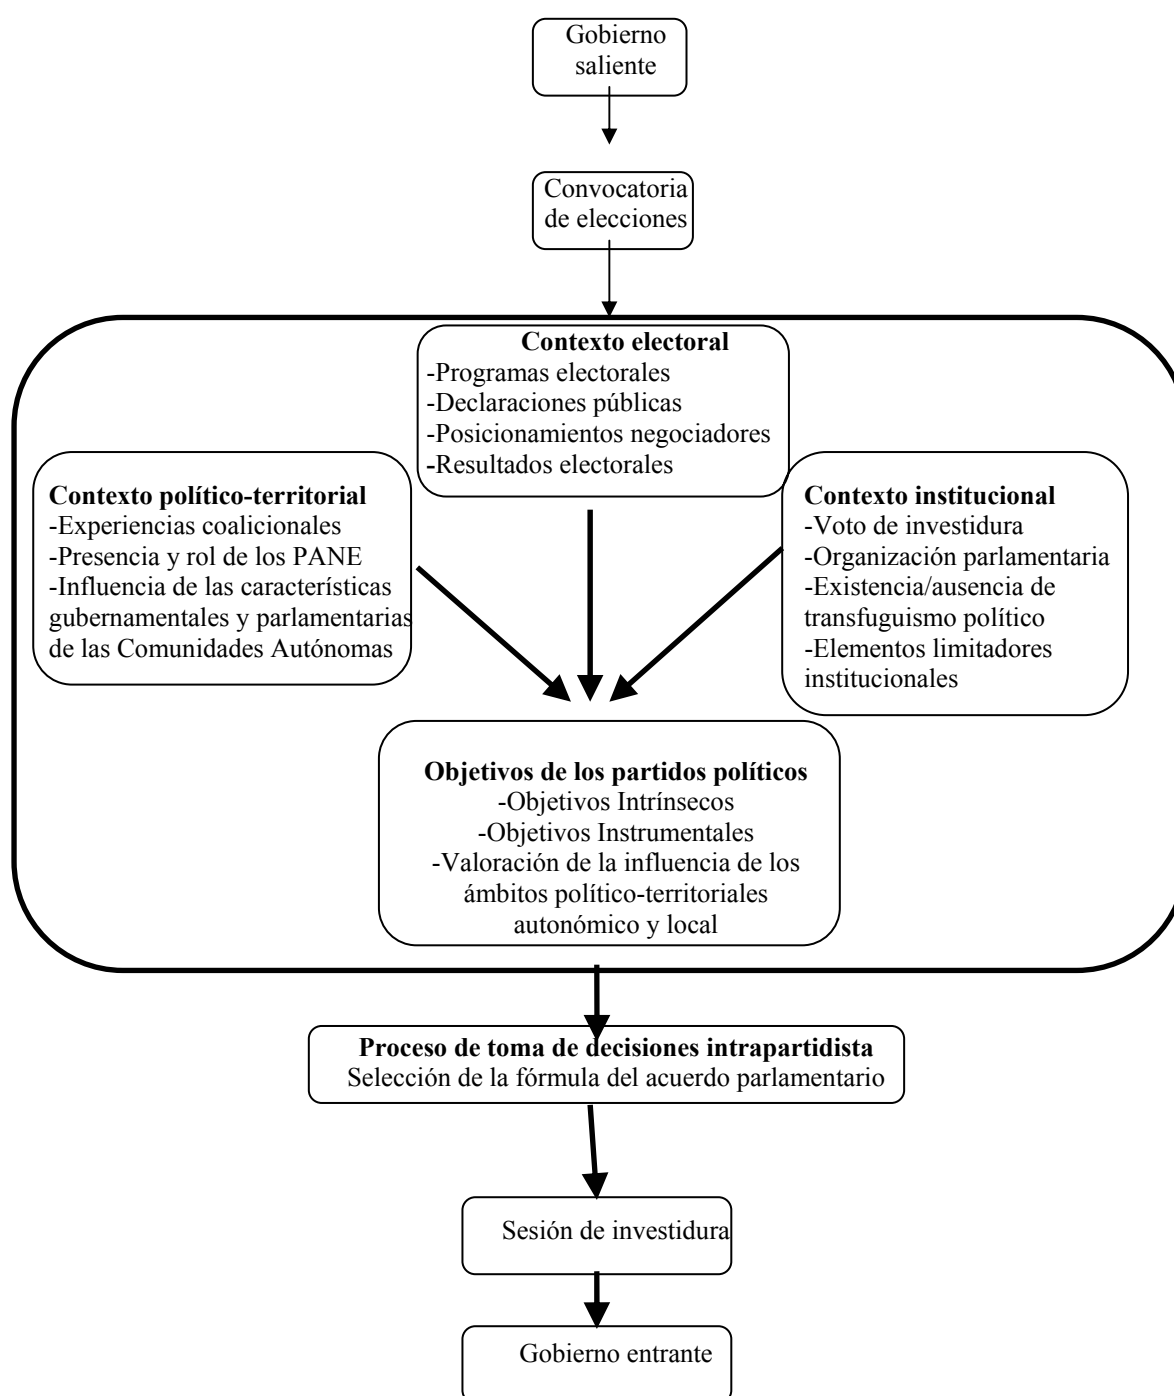 Gobierno
saliente
Convocatoria
de elecciones
Contexto electoral
-Programas electorales
-Declaraciones públicas
-Posicionamientos negociadores
-Resultados electorales
Contexto político-territorial
-Experiencias coalicionales
-Presencia y rol de los PANE
-Influencia de las características
gubernamentales y parlamentarias
de las Comunidades Autónomas
Contexto institucional
-Voto de investidura
-Organización parlamentaria
-Existencia/ausencia de
transfuguismo político
-Elementos limitadores
institucionales
Objetivos de los partidos políticos
-Objetivos Intrínsecos
-Objetivos Instrumentales
-Valoración de la influencia de los
ámbitos político-territoriales
autonómico y local
Proceso de toma de decisiones intrapartidista
Selección de la fórmula del acuerdo parlamentario
Sesión de investidura
Gobierno entrante